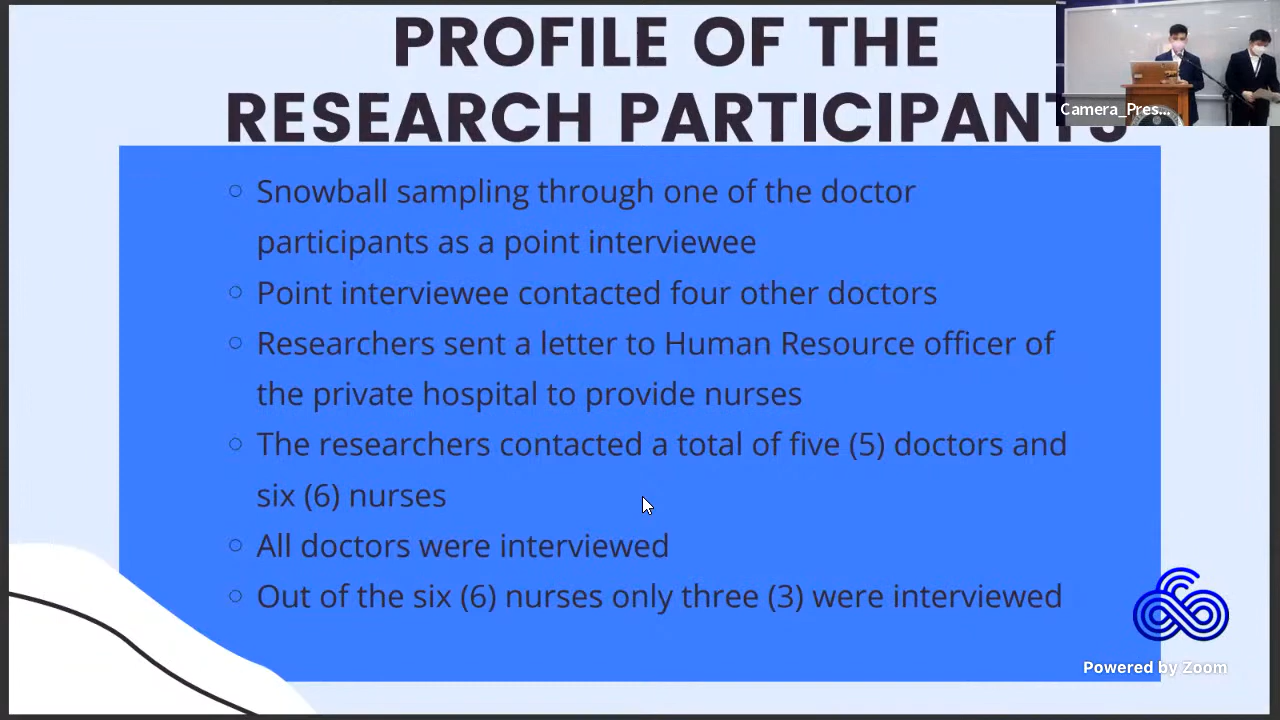 PROFILE OF THE
RESEARCH PARTICIPANTS
Camera_Pres...
Snowball sampling through one of the doctor
participants as a point interviewee
Point interviewee contacted four other doctors
Researchers sent a letter to Human Resource officer of
the private hospital to provide nurses
The researchers contacted a total of five (5) doctors and
six (6) nurses
All doctors were interviewed
Out of the six (6) nurses only three (3) were interviewed
Powered by Zoom